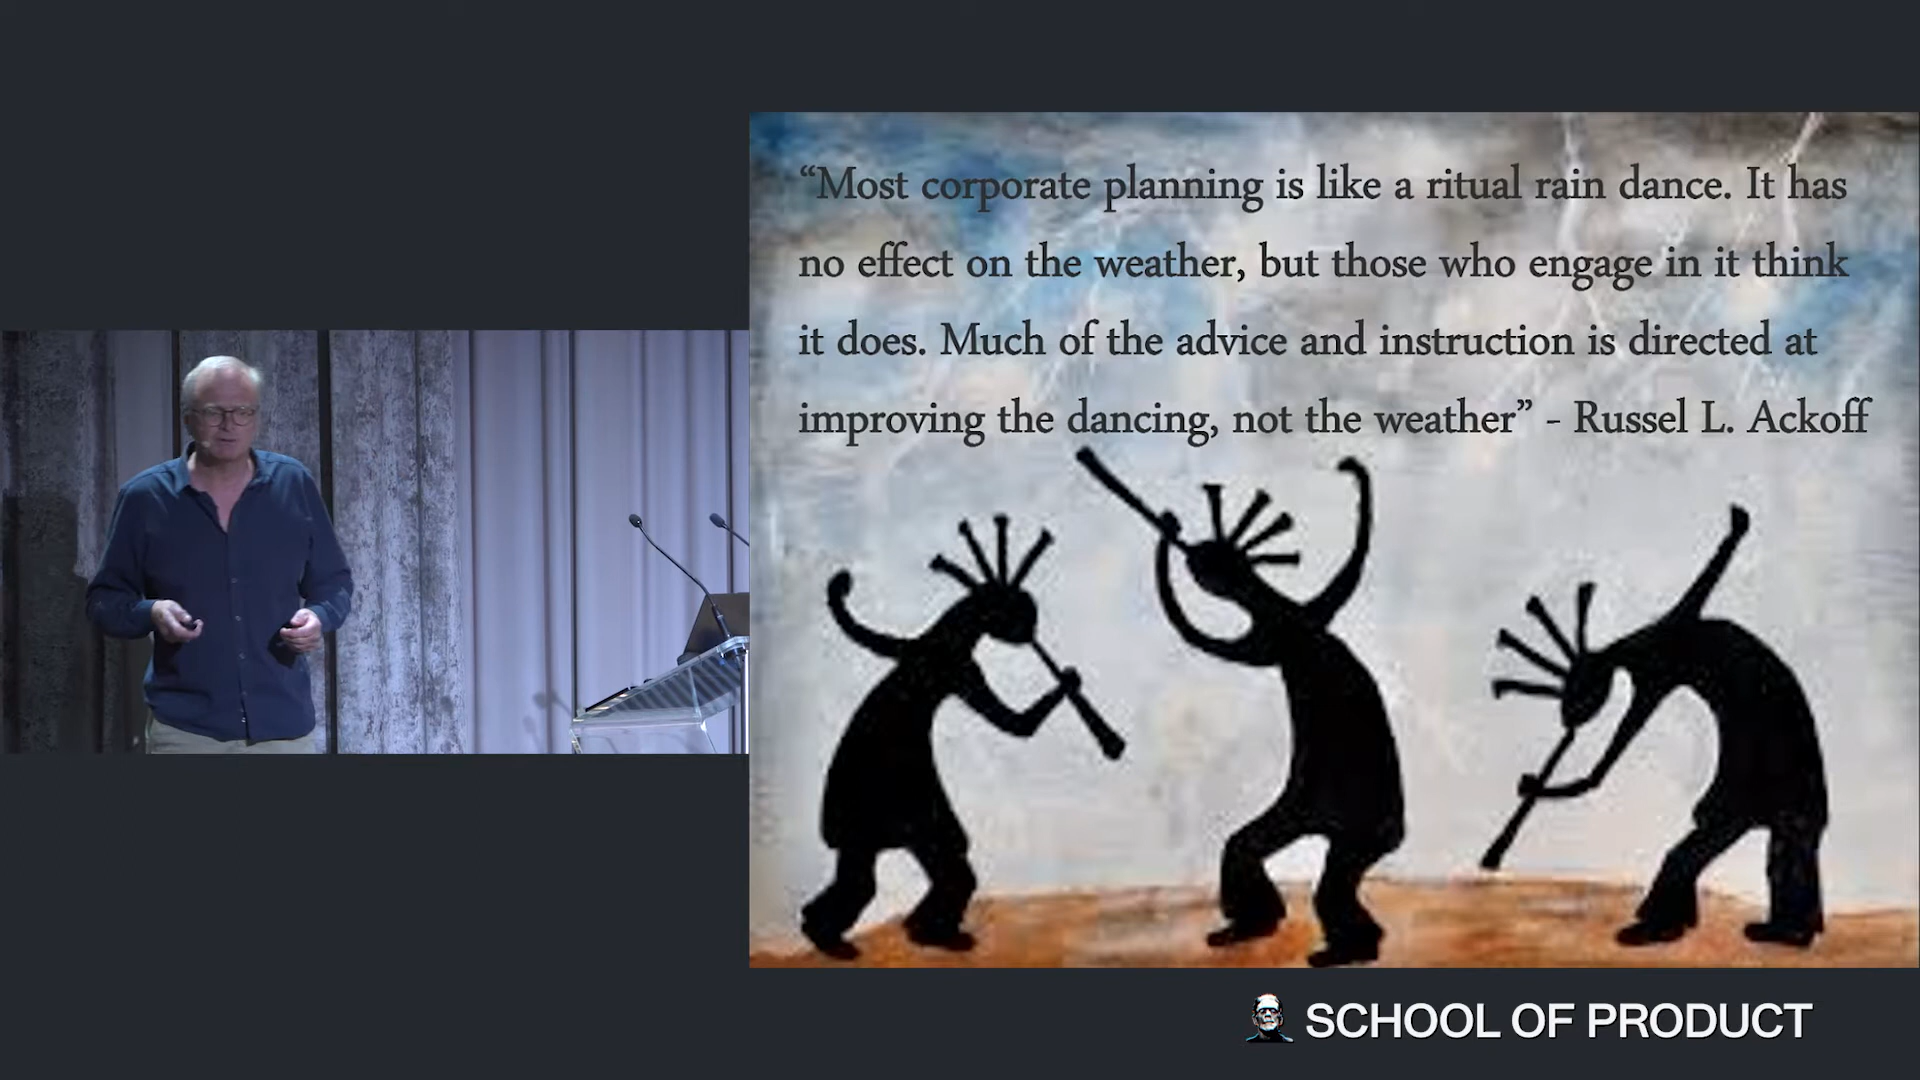 “Most corporate planning is like a ritual rain dance. It has
no effect on the weather, but those who engage in it think
it does. Much of the advice and instruction is directed at
improving the dancing, not the weather” - Russel L. Ackoff
SCHOOL OF PRODUCT